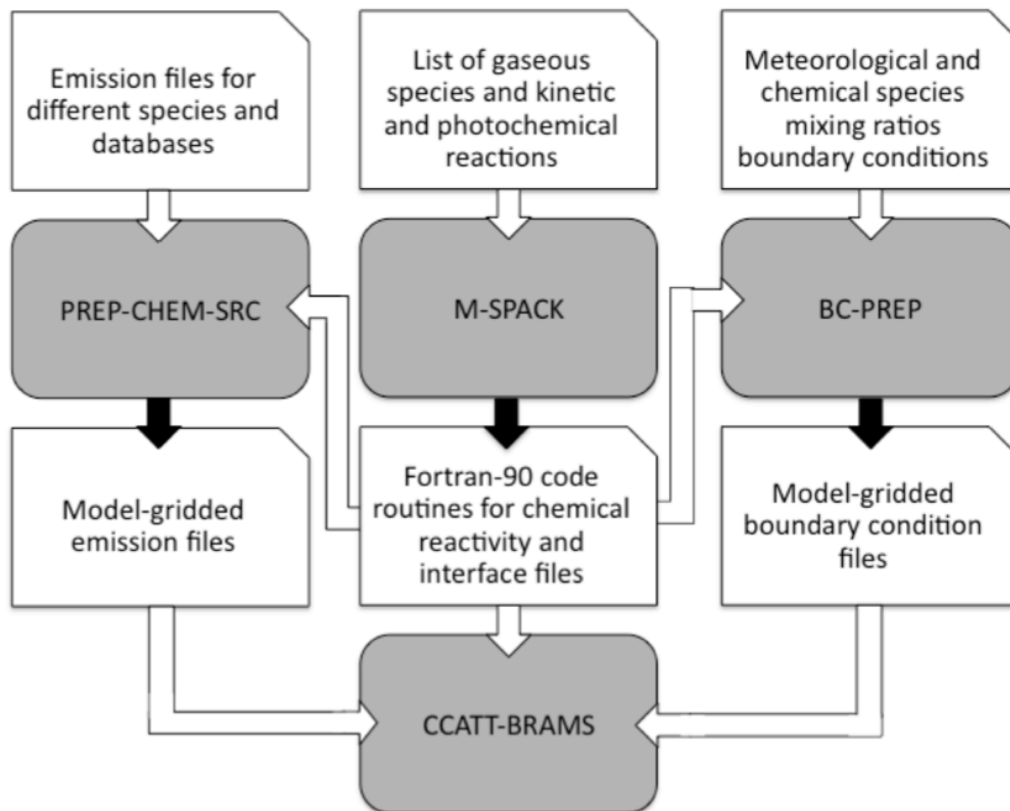 Emission files for
different species and
databases
List of gaseous
species and kinetic
and photochemical
reactions
Meteorological and
chemical species
mixing ratios
boundary conditions
PREP-CHEM-SRC
M-SPACK
BC-PREP
Model-gridded
emission files
Fortran-90 code
routines for chemical
reactivity and
interface files
Model-gridded
boundary condition
files
CCATT-BRAMS